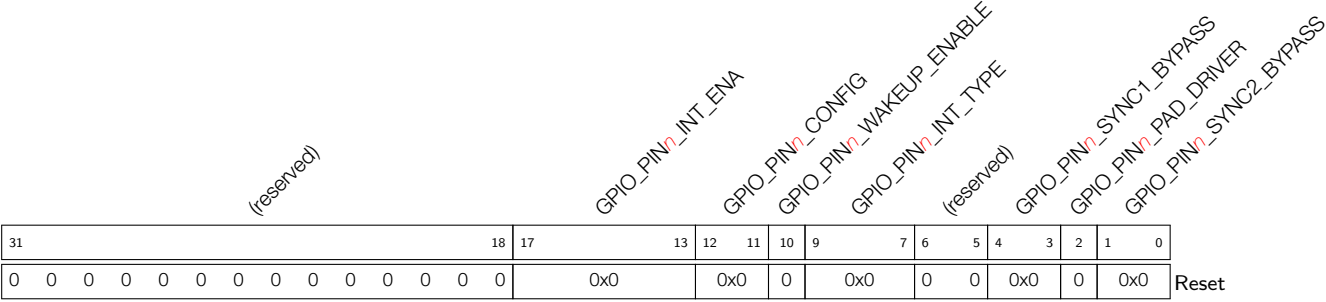 (reserved)
GPIO_PINn_INT_ENA
GPIO_PINn_CONFIG
GPIO_PINn_WAKEUP_ENABLE
GPIO_PINn_INT_TYPE
(reserved)
GPIO_PINn_SYNC1_BYPASS
GPIO_PINn_PAD_DRIVER
GPIO_PINn_SYNC2_BYPASS
31 18 17 13 12 11 10 9 7 6 5 4 3 2 1 0
0 0 0 0 0 0 0 0 0 0 0 0 0 0 0x0 0x0 0 0x0 0 0 0x0 0 0x0 Reset